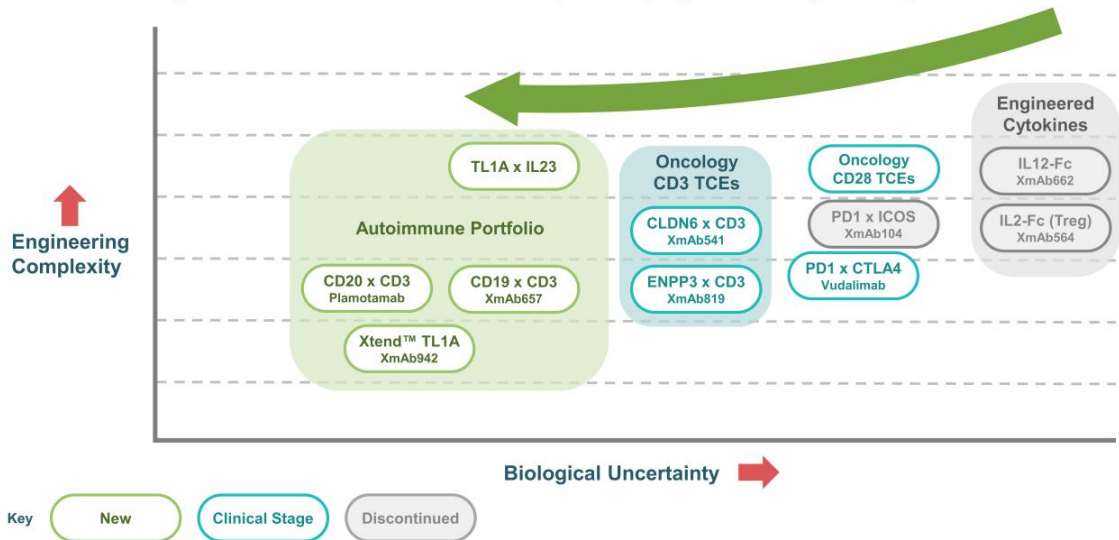 Engineering
Complexity
Autoimmune Portfolio
TL1A x IL23
CD20 x CD3
Plamotamab
CD19 x CD3
XmAb657
Xtend™ TL1A
XmAb942
Oncology
CD3 TCEs
CLDN6 x CD3
XmAb541
ENPP3 x CD3
XmAb819
Oncology
CD28 TCEs
PD1 x ICOS
XmAb104
PD1 x CTLA4
Vudalimab
Engineered
Cytokines
IL12-Fc
XmAb662
IL2-Fc (Treg)
XmAb564
Biological Uncertainty
Key
New
Clinical Stage
Discontinued